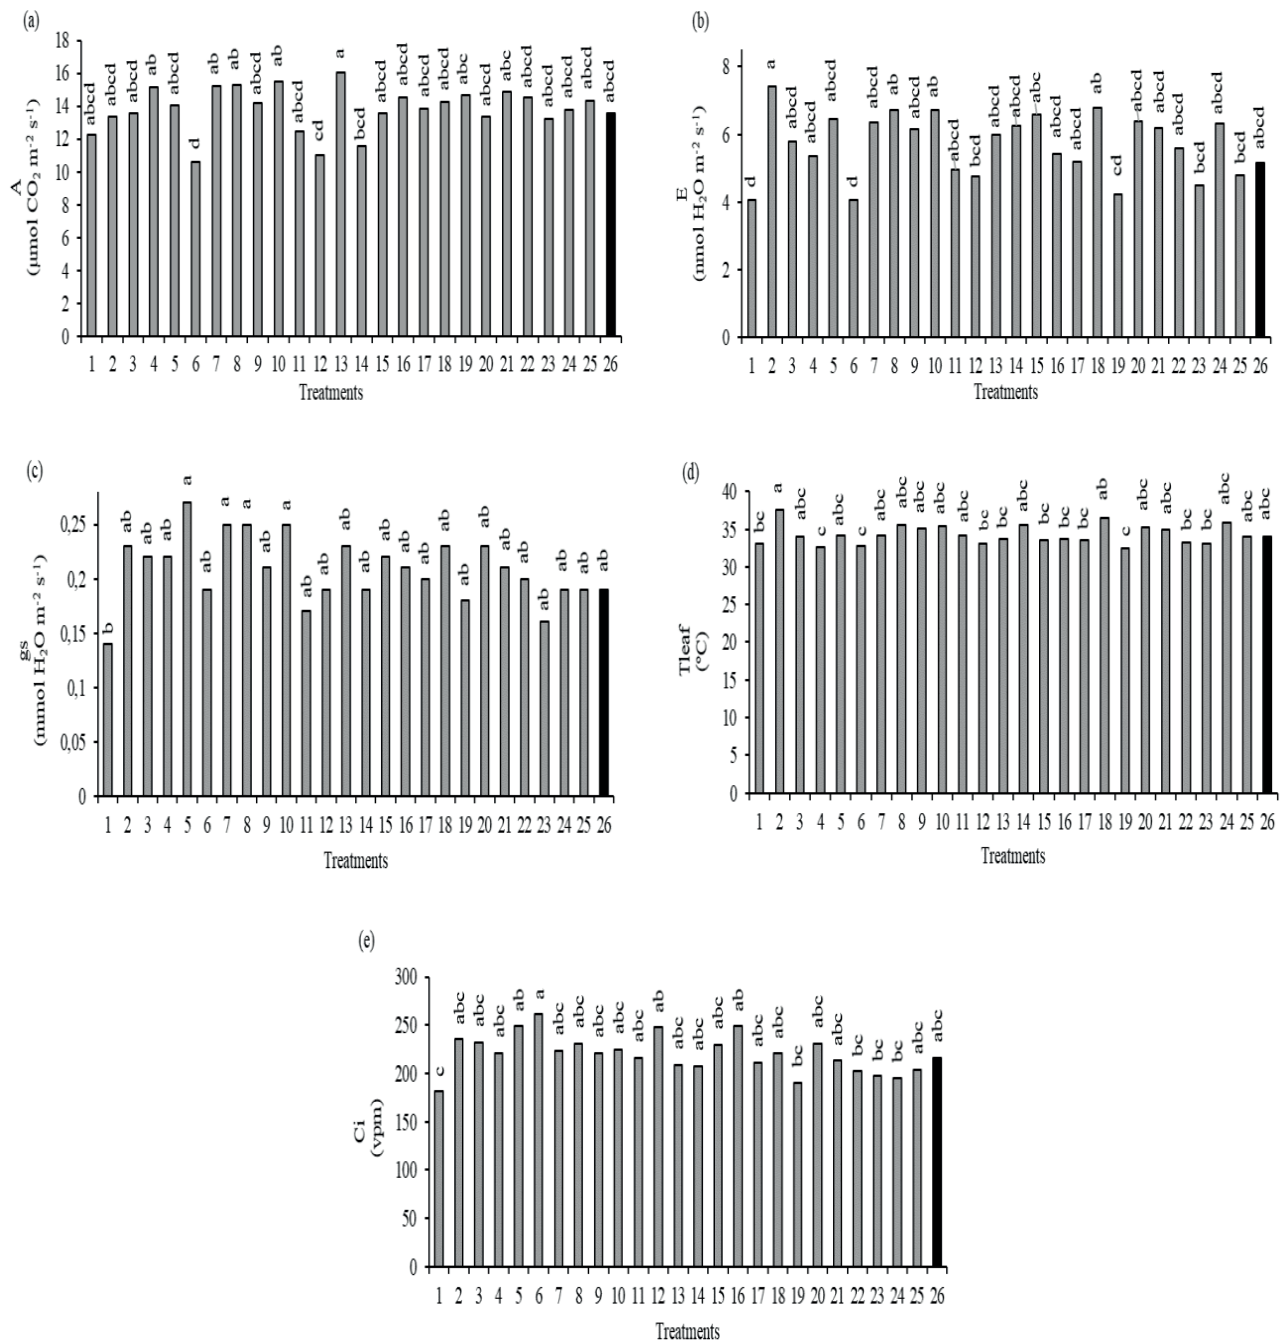 (a)
A
(µmol CO₂ m⁻² s⁻¹)
18
16
14
12
10
8
6
4
2
0
abcd abcd abcd ab abcd d ab ab abcd ab abcd cd a bcd abcd abcd abcd abcd abc abcd abc abcd abcd abcd abcd abcd
1 2 3 4 5 6 7 8 9 10 11 12 13 14 15 16 17 18 19 20 21 22 23 24 25 26
Treatments
(b)
E
(nmol H₂O m⁻² s⁻¹)
8
6
4
2
0
d a abcd abcd abcd d abcd ab abcd ab abcd bcd abcd abcd abc abcd abcd ab cd abcd abcd abcd bcd abcd bcd abcd
1 2 3 4 5 6 7 8 9 10 11 12 13 14 15 16 17 18 19 20 21 22 23 24 25 26
Treatments
(c)
gs
(mmol H₂O m⁻² s⁻¹)
0,25
0,2
0,15
0,1
0,05
0
b ab ab ab a ab a a ab a ab ab ab ab ab ab ab ab ab ab ab ab ab ab ab ab
1 2 3 4 5 6 7 8 9 10 11 12 13 14 15 16 17 18 19 20 21 22 23 24 25 26
Treatments
(d)
Tleaf
(°C)
40
35
30
25
20
15
10
5
0
bc a abc c abc c abc abc abc abc abc bc bc abc bc bc bc ab c abc abc bc bc abc abc abc
1 2 3 4 5 6 7 8 9 10 11 12 13 14 15 16 17 18 19 20 21 22 23 24 25 26
Treatments
(e)
Ci
(vpm)
300
250
200
150
100
50
0
c abc abc abc ab a abc abc abc abc abc ab abc abc abc ab abc abc bc abc abc bc bc bc abc abc
1 2 3 4 5 6 7 8 9 10 11 12 13 14 15 16 17 18 19 20 21 22 23 24 25 26
Treatments